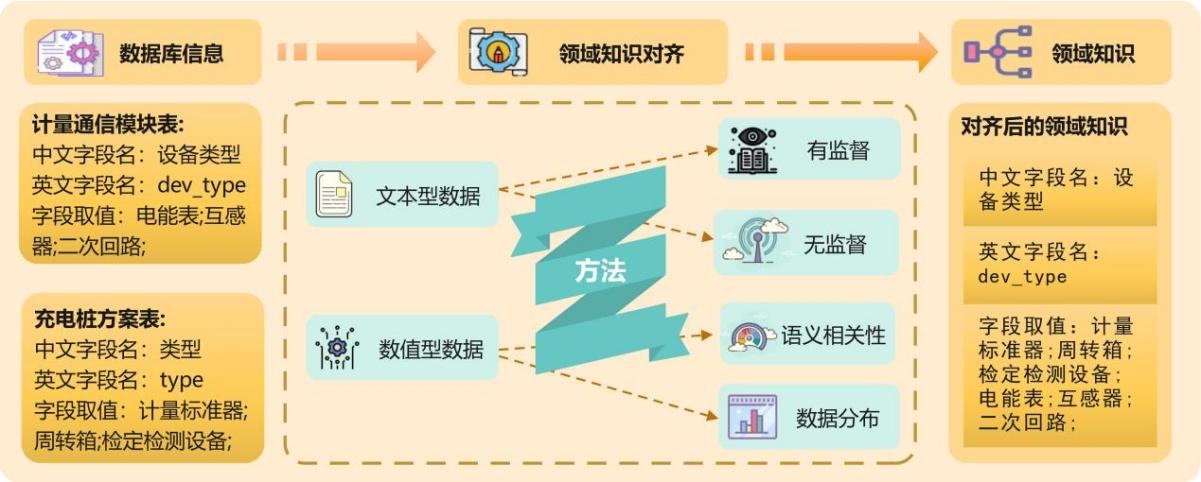 数据库信息
领域知识对齐
领域知识
计量通信模块表:
中文字段名：设备类型
英文字段名：dev_type
字段取值：电能表;互感
器;二次回路;
充电桩方案表:
中文字段名：类型
英文字段名：type
字段取值：计量标准器;
周转箱;检定检测设备;
文本型数据
数值型数据
方法
有监督
无监督
语义相关性
数据分布
对齐后的领域知识
中文字段名：设
备类型
英文字段名：
dev_type
字段取值：计量
标准器;周转箱;
检定检测设备;
电能表;互感器;
二次回路;